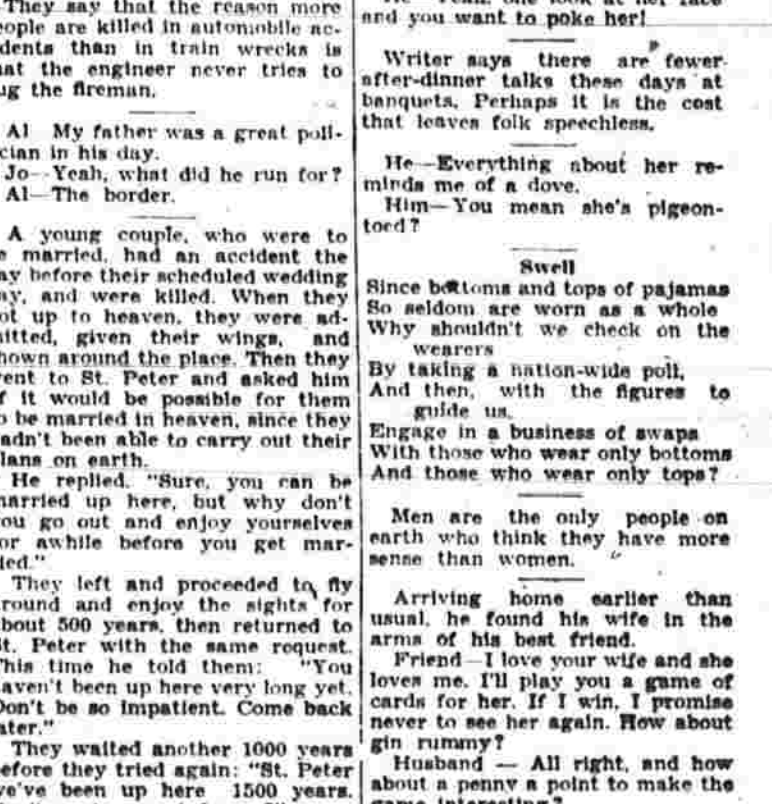 They say that the reason more
eople are killed in automobile ac-
dents than in train wrecks is
at the engineer never tries to
ug the fireman.
Al My father was a great poli-
cian in his day.
Jo--Yeah, what did he run for?
Al—The border.
A young couple, who were to
e married, had an accident the
ay before their scheduled wedding
ay, and were killed. When they
ot up to heaven, they were ad-
itted, given their wings, and
hown around the place. Then they
ent to St. Peter and asked him
f it would be possible for them
o be married in heaven, since they
adn't been able to carry out their
lans on earth.
He replied, "Sure, you can be
married up here, but why don't
ou go out and enjoy yourselves
or awhile before you get mar-
ied."
They left and proceeded to fly
round and enjoy the sights for
bout 500 years, then returned to
St. Peter with the same request.
This time he told them: "You
aven't been up here very long yet.
Don't be so impatient. Come back
ater."
They waited another 1000 years
efore they tried again: "St. Peter
we've been up here 1500 years.
and you want to poke her!
Writer says there are fewer
after-dinner talks these days at
banquets. Perhaps it is the cost
that leaves folk speechless.
He—Everything about her re-
minds me of a dove.
Him—You mean she's pigeon-
toed?
Swell
Since bottoms and tops of pajamas
So seldom are worn as a whole
Why shouldn't we check on the
wearers
By taking a nation-wide poll,
And then, with the figures to
guide us,
Engage in a business of swaps
With those who wear only bottoms
And those who wear only tops?
Men are the only people on
earth who think they have more
sense than women.
Arriving home earlier than
usual, he found his wife in the
arms of his best friend.
Friend—I love your wife and she
loves me. I'll play you a game of
cards for her. If I win, I promise
never to see her again. How about
gin rummy?
Husband — All right, and how
about a penny a point to make the
game interesting?